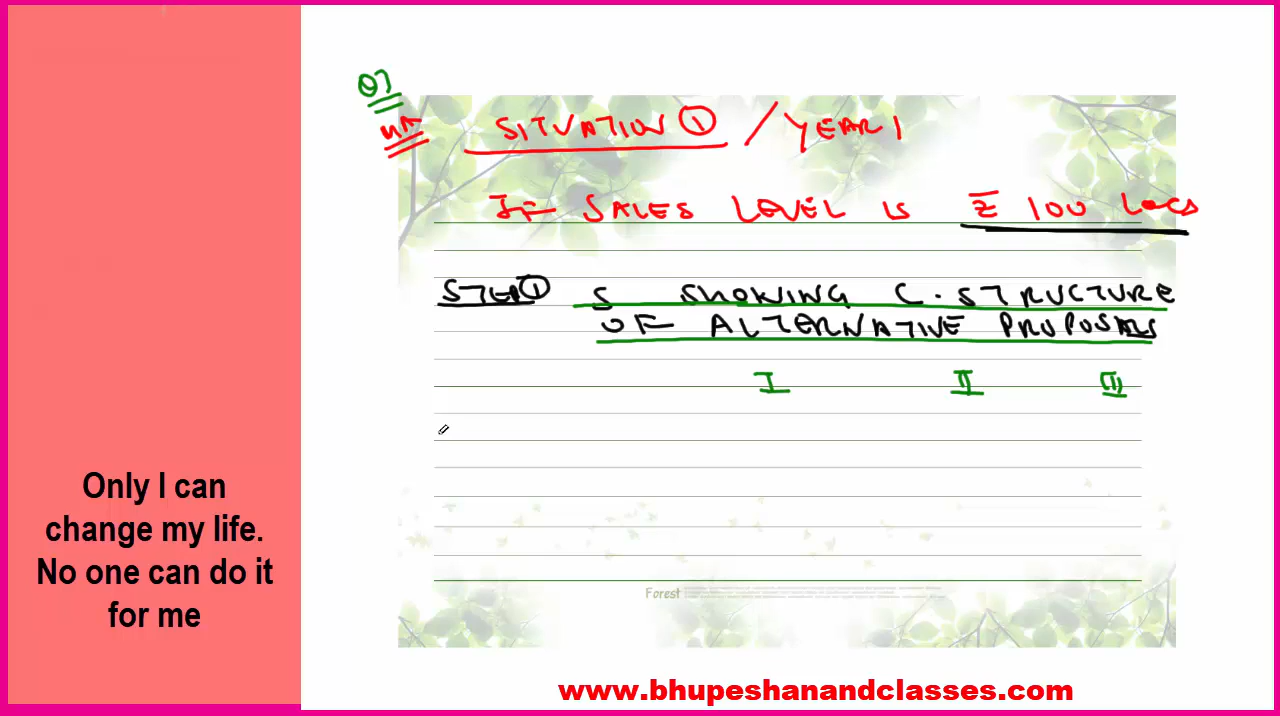 Only I can
change my life.
No one can do it
for me
SITUATION ① / YEAR 1
IF SALES LEVEL IS ₹ 100 LACS
STEP ① S SHOWING C. STRUCTURE
OF ALTERNATIVE PROPOSALS
I II III
Forest
www.bhupeshanandclasses.com